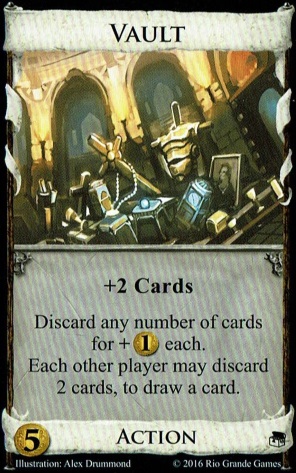 VAULT
+2 Cards
Discard any number of cards
for + 1 each.
Each other player may discard
2 cards, to draw a card.
5 ACTION
Illustration: Alex Drummond © 2016 Rio Grande Games